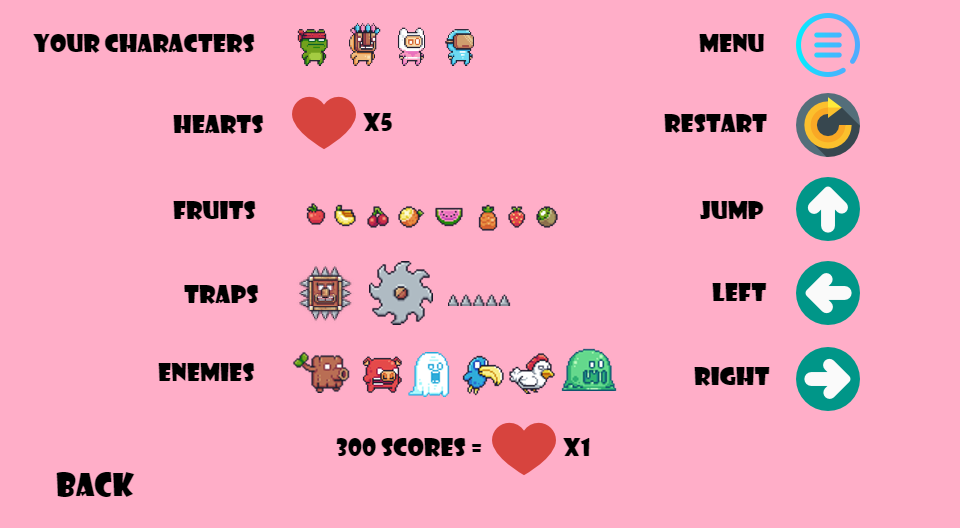 YOUR CHARACTERS
MENU
HEARTS X5
RESTART
FRUITS
JUMP
TRAPS
LEFT
ENEMIES
RIGHT
300 SCORES = X1
BACK